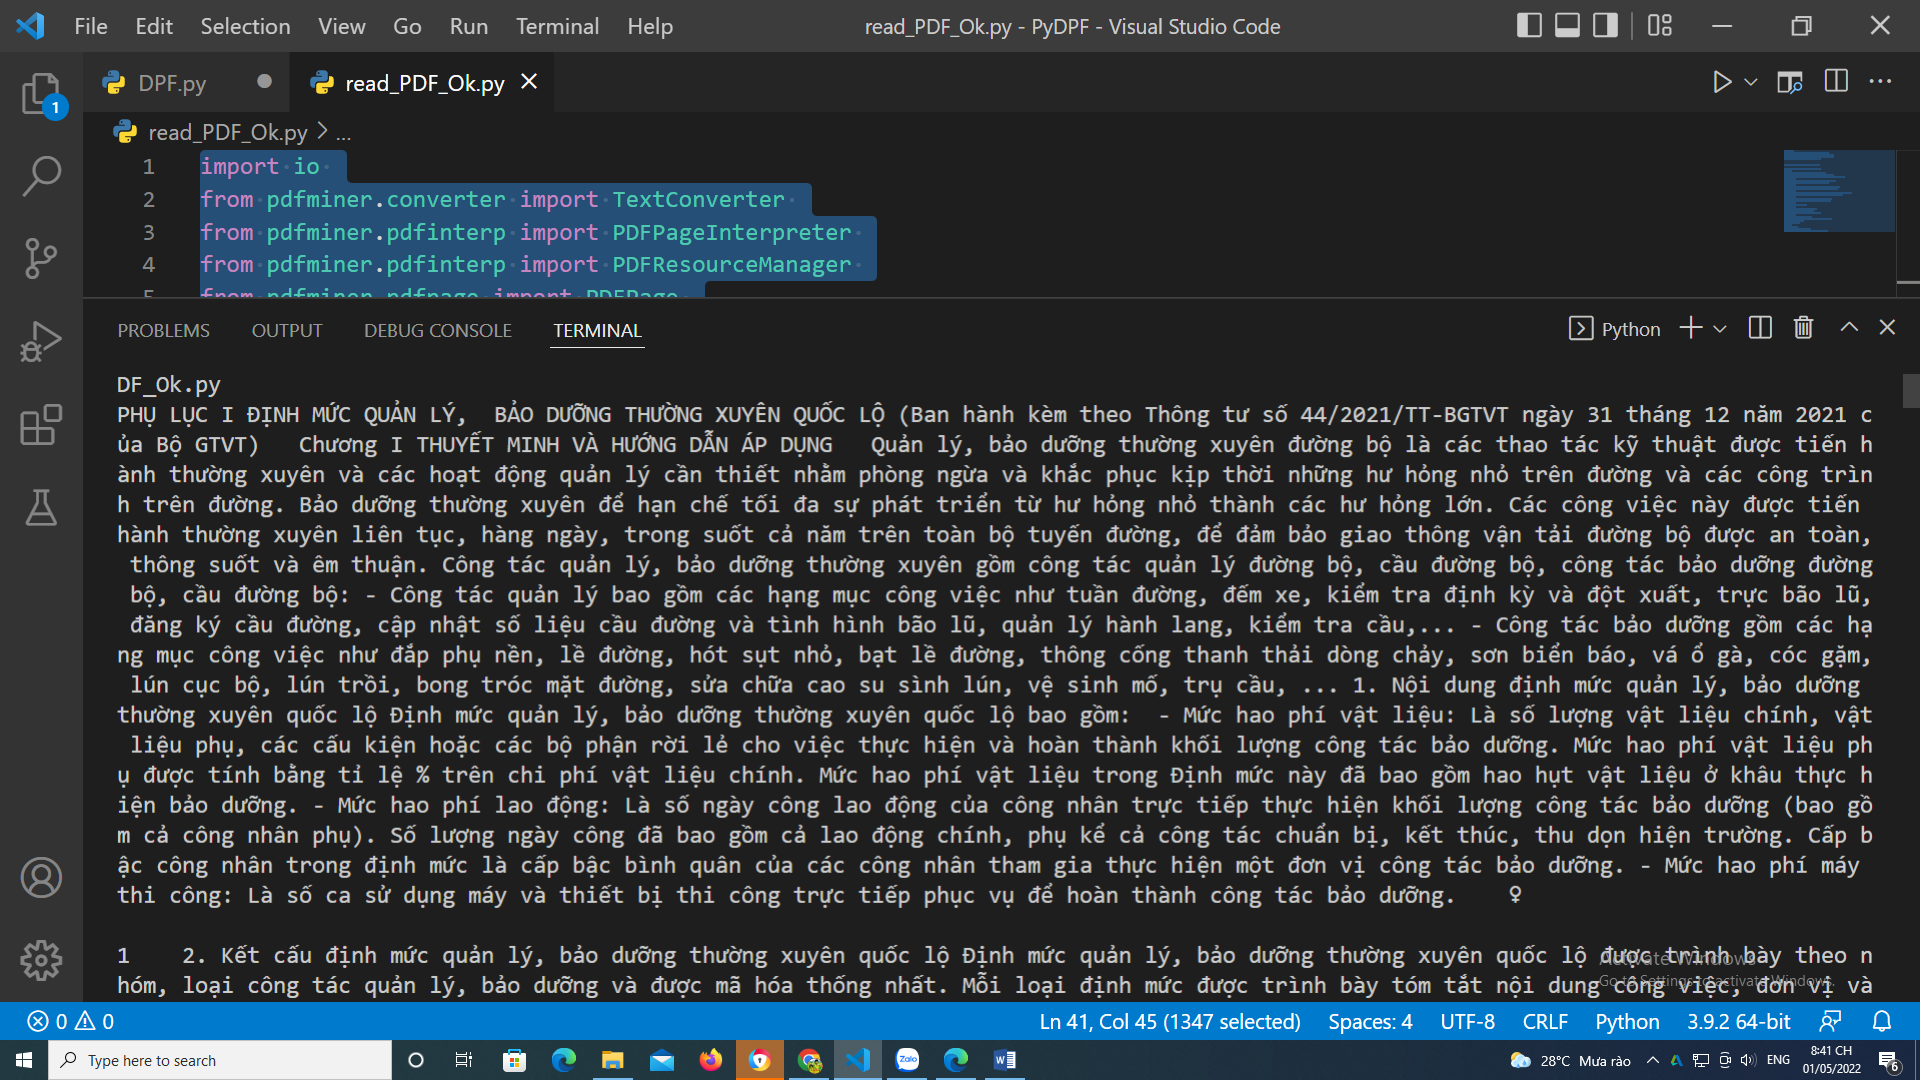 File Edit Selection View Go Run Terminal Help
read_PDF_Ok.py - PyDPF - Visual Studio Code
1
DPF.py
read_PDF_Ok.py
read_PDF_Ok.py > ...
1 import io
2 from pdfminer.converter import TextConverter
3 from pdfminer.pdfinterp import PDFPageInterpreter
4 from pdfminer.pdfinterp import PDFResourceManager
5 from pdfminer.pdfpage import PDFPage
PROBLEMS OUTPUT DEBUG CONSOLE TERMINAL
Python
DF_Ok.py
PHỤ LỤC I ĐỊNH MỨC QUẢN LÝ,  BẢO DƯỠNG THƯỜNG XUYÊN QUỐC LỘ (Ban hành kèm theo Thông tư số 44/2021/TT-BGTVT ngày 31 tháng 12 năm 2021 c
ủa Bộ GTVT)   Chương I THUYẾT MINH VÀ HƯỚNG DẪN ÁP DỤNG   Quản lý, bảo dưỡng thường xuyên đường bộ là các thao tác kỹ thuật được tiến h
ành thường xuyên và các hoạt động quản lý cần thiết nhằm phòng ngừa và khắc phục kịp thời những hư hỏng nhỏ trên đường và các công trìn
h trên đường. Bảo dưỡng thường xuyên để hạn chế tối đa sự phát triển từ hư hỏng nhỏ thành các hư hỏng lớn. Các công việc này được tiến
hành thường xuyên liên tục, hàng ngày, trong suốt cả năm trên toàn bộ tuyến đường, để đảm bảo giao thông vận tải đường bộ được an toàn,
thông suốt và êm thuận. Công tác quản lý, bảo dưỡng thường xuyên gồm công tác quản lý đường bộ, cầu đường bộ, công tác bảo dưỡng đường
bộ, cầu đường bộ: - Công tác quản lý bao gồm các hạng mục công việc như tuần đường, đếm xe, kiểm tra định kỳ và đột xuất, trực bão lũ,
đăng ký cầu đường, cập nhật số liệu cầu đường và tình hình bão lũ, quản lý hành lang, kiểm tra cầu,... - Công tác bảo dưỡng gồm các hạ
ng mục công việc như đắp phụ nền, lề đường, hót sụt nhỏ, bạt lề đường, thông cống thanh thải dòng chảy, sơn biển báo, vá ổ gà, cóc gặm,
lún cục bộ, lún trồi, bong tróc mặt đường, sửa chữa cao su sình lún, vệ sinh mố, trụ cầu, ... 1. Nội dung định mức quản lý, bảo dưỡng
thường xuyên quốc lộ Định mức quản lý, bảo dưỡng thường xuyên quốc lộ bao gồm:  - Mức hao phí vật liệu: Là số lượng vật liệu chính, vật
liệu phụ, các cấu kiện hoặc các bộ phận rời lẻ cho việc thực hiện và hoàn thành khối lượng công tác bảo dưỡng. Mức hao phí vật liệu ph
ụ được tính bằng tỉ lệ % trên chi phí vật liệu chính. Mức hao phí vật liệu trong Định mức này đã bao gồm hao hụt vật liệu ở khâu thực h
iện bảo dưỡng. - Mức hao phí lao động: Là số ngày công lao động của công nhân trực tiếp thực hiện khối lượng công tác bảo dưỡng (bao gồ
m cả công nhân phụ). Số lượng ngày công đã bao gồm cả lao động chính, phụ kể cả công tác chuẩn bị, kết thúc, thu dọn hiện trường. Cấp b
ậc công nhân trong định mức là cấp bậc bình quân của các công nhân tham gia thực hiện một đơn vị công tác bảo dưỡng. - Mức hao phí máy
thi công: Là số ca sử dụng máy và thiết bị thi công trực tiếp phục vụ để hoàn thành công tác bảo dưỡng.    ♀
1    2. Kết cấu định mức quản lý, bảo dưỡng thường xuyên quốc lộ Định mức quản lý, bảo dưỡng thường xuyên quốc lộ được trình bày theo n
hóm, loại công tác quản lý, bảo dưỡng và được mã hóa thống nhất. Mỗi loại định mức được trình bày tóm tắt nội dung công việc, đơn vị và
Activate Windows
Go to Settings to activate Windows.
0 0
Ln 41, Col 45 (1347 selected) Spaces: 4 UTF-8 CRLF Python 3.9.2 64-bit
Type here to search
Zalo
28°C Mưa rào
ENG
8:41 CH
01/05/2022
6